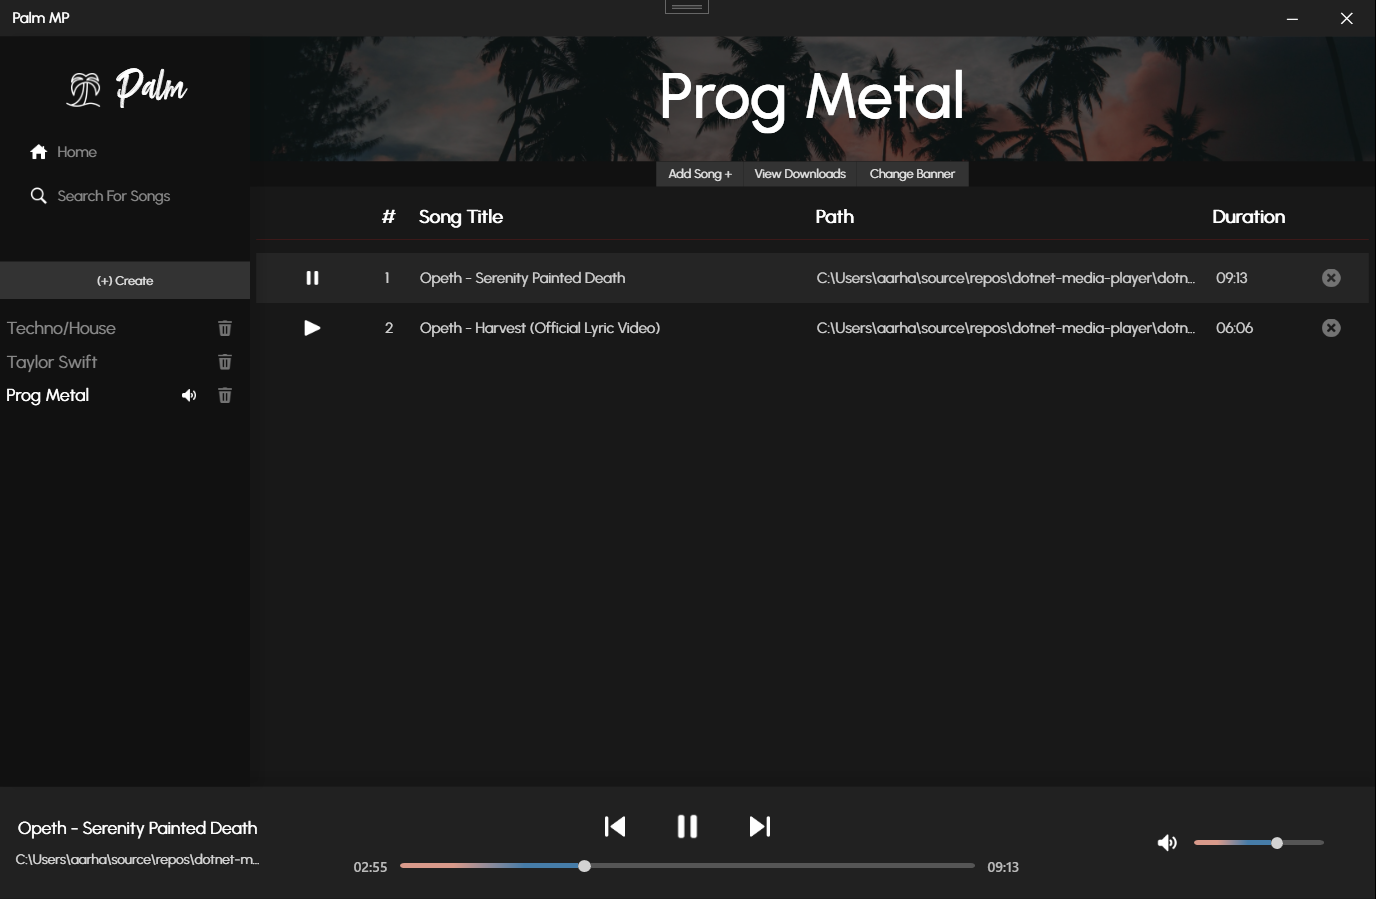 Palm MP
Palm
Home
Search For Songs
(+) Create
Techno/House
Taylor Swift
Prog Metal
Prog Metal
Add Song + View Downloads Change Banner
# Song Title Path Duration
1 Opeth - Serenity Painted Death C:\Users\aarha\source\repos\dotnet-media-player\dotn... 09:13
2 Opeth - Harvest (Official Lyric Video) C:\Users\aarha\source\repos\dotnet-media-player\dotn... 06:06
Opeth - Serenity Painted Death
C:\Users\aarha\source\repos\dotnet-m...
02:55 09:13